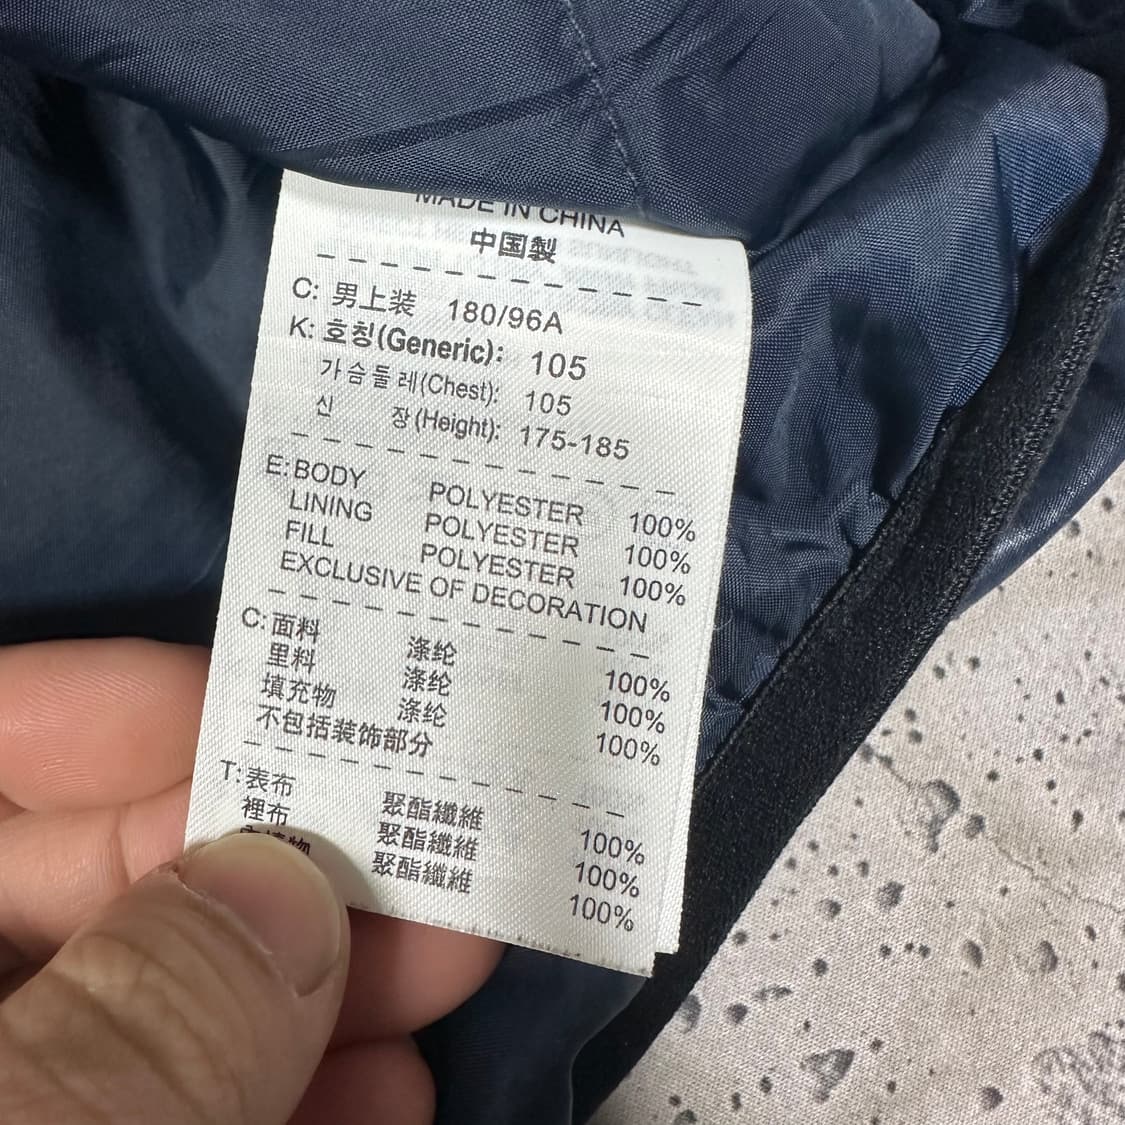 MADE IN CHINA
中国製
C: 男上装 180/96A
K: 호칭(Generic): 105
가슴둘레(Chest): 105
신 장(Height): 175-185
E: BODY POLYESTER 100%
LINING POLYESTER 100%
FILL POLYESTER 100%
EXCLUSIVE OF DECORATION
C: 面料 涤纶 100%
里料 涤纶 100%
填充物 涤纶 100%
不包括装饰部分
T: 表布 聚酯纖維 100%
裡布 聚酯纖維 100%
聚酯纖維 100%